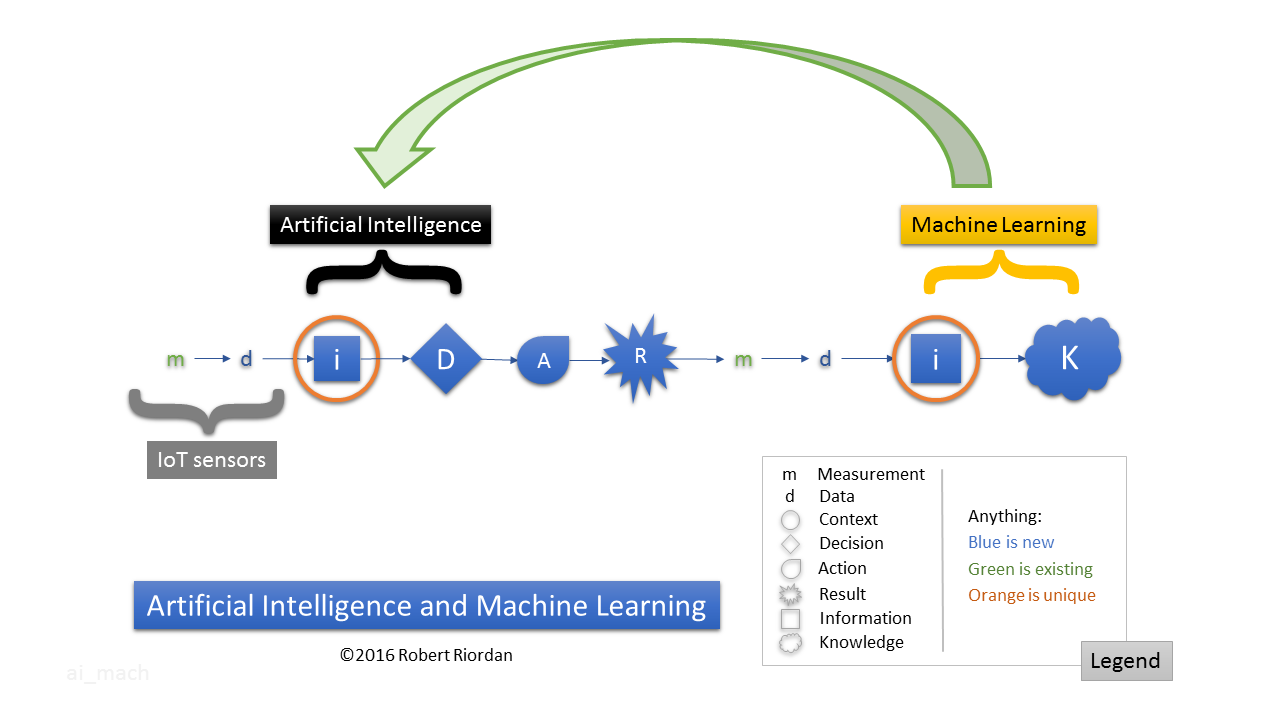 Artificial Intelligence
Machine Learning
m d i D A R m d i K
IoT sensors
m Measurement
d Data
Context
Decision
Action
Result
Information
Knowledge
Anything:
Blue is new
Green is existing
Orange is unique
Legend
Artificial Intelligence and Machine Learning
©2016 Robert Riordan
ai_mach